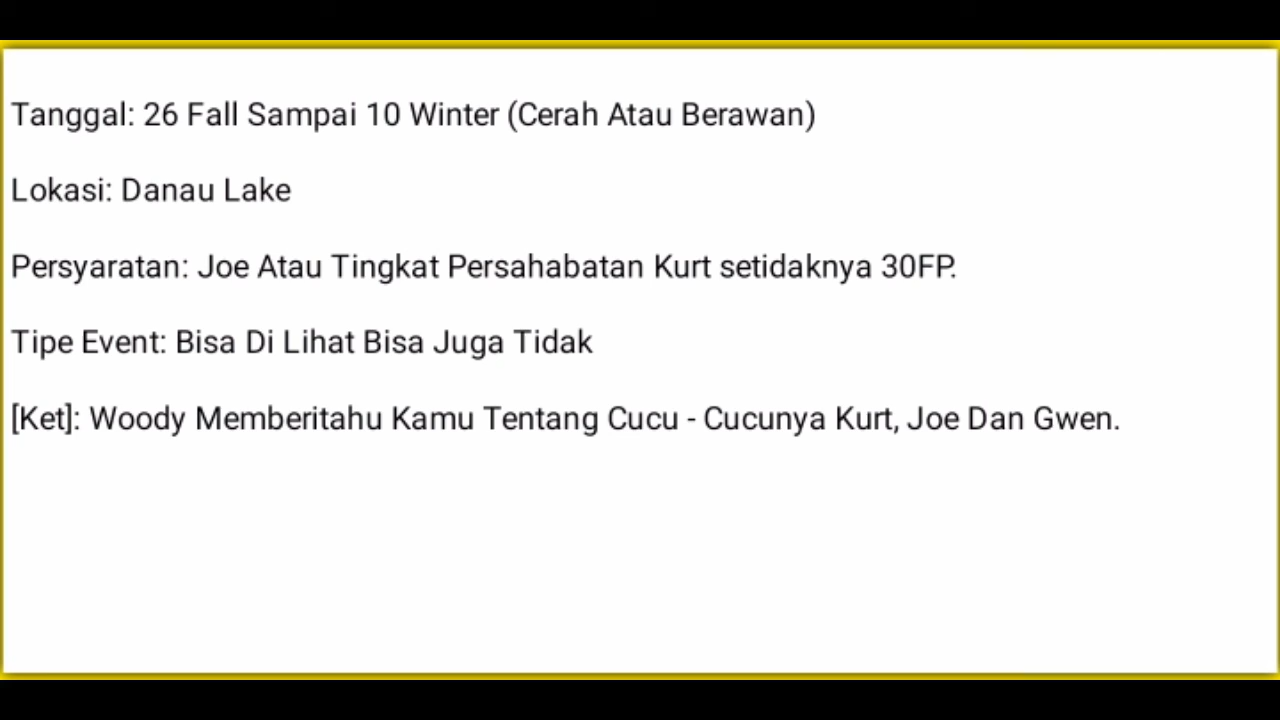 Tanggal: 26 Fall Sampai 10 Winter (Cerah Atau Berawan)
Lokasi: Danau Lake
Persyaratan: Joe Atau Tingkat Persahabatan Kurt setidaknya 30FP.
Tipe Event: Bisa Di Lihat Bisa Juga Tidak
[Ket]: Woody Memberitahu Kamu Tentang Cucu - Cucunya Kurt, Joe Dan Gwen.